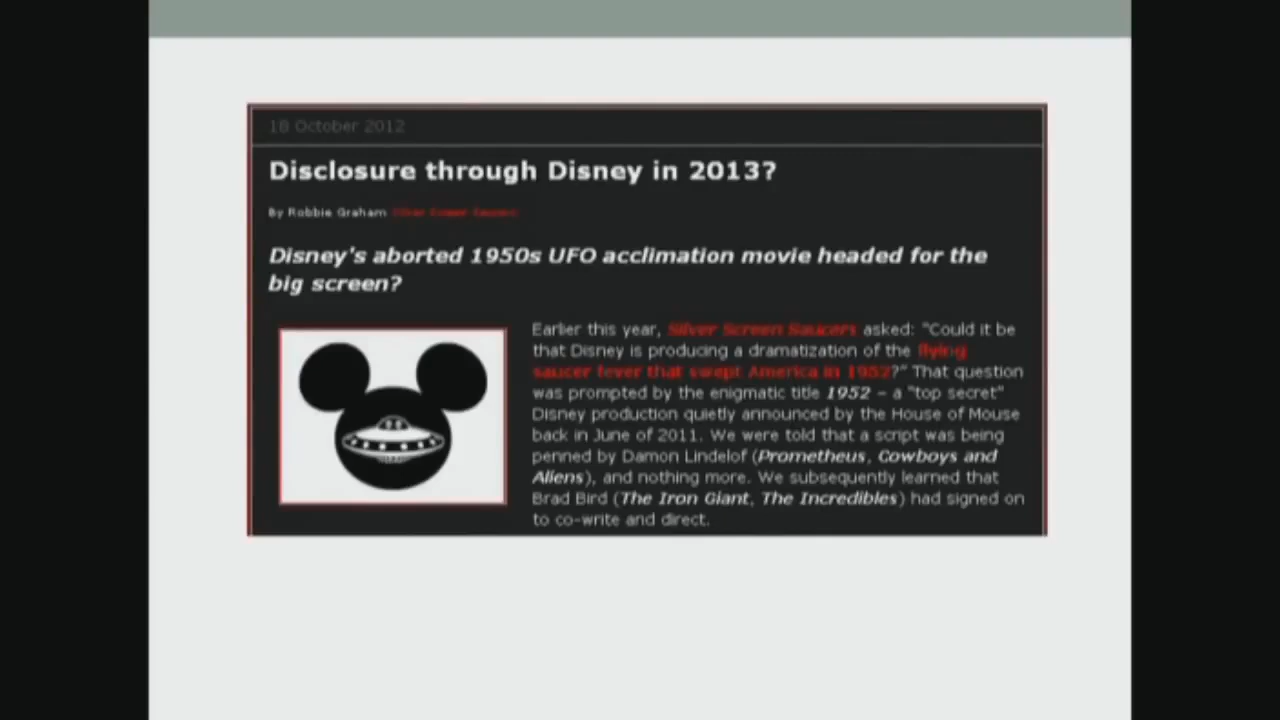 18 October 2012
Disclosure through Disney in 2013?
By Robbie Graham Silver Screen Saucers
Disney's aborted 1950s UFO acclimation movie headed for the
big screen?
Earlier this year, Silver Screen Saucers asked: "Could it be
that Disney is producing a dramatization of the flying
saucer fever that swept America in 1952?" That question
was prompted by the enigmatic title 1952 – a "top secret"
Disney production quietly announced by the House of Mouse
back in June of 2011. We were told that a script was being
penned by Damon Lindelof (Prometheus, Cowboys and
Aliens), and nothing more. We subsequently learned that
Brad Bird (The Iron Giant, The Incredibles) had signed on
to co-write and direct.